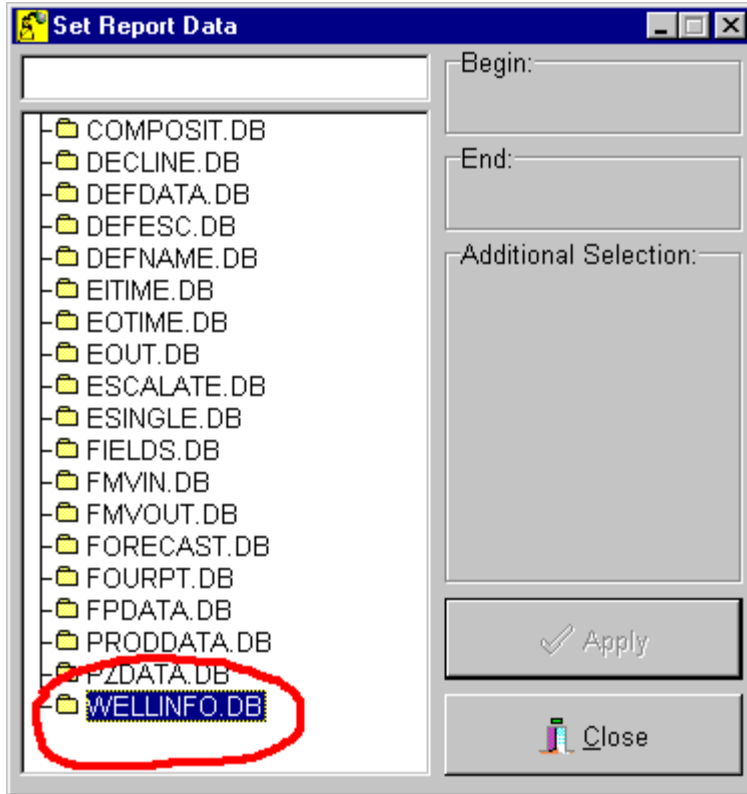 Set Report Data
COMPOSIT.DB
DECLINE.DB
DEFDATA.DB
DEFESC.DB
DEFNAME.DB
EITIME.DB
EOTIME.DB
EOUT.DB
ESCALATE.DB
ESINGLE.DB
FIELDS.DB
FMVIN.DB
FMVOUT.DB
FORECAST.DB
FOURPT.DB
FPDATA.DB
PRODDATA.DB
PZDATA.DB
WELLINFO.DB
Begin:
End:
Additional Selection:
Apply
Close